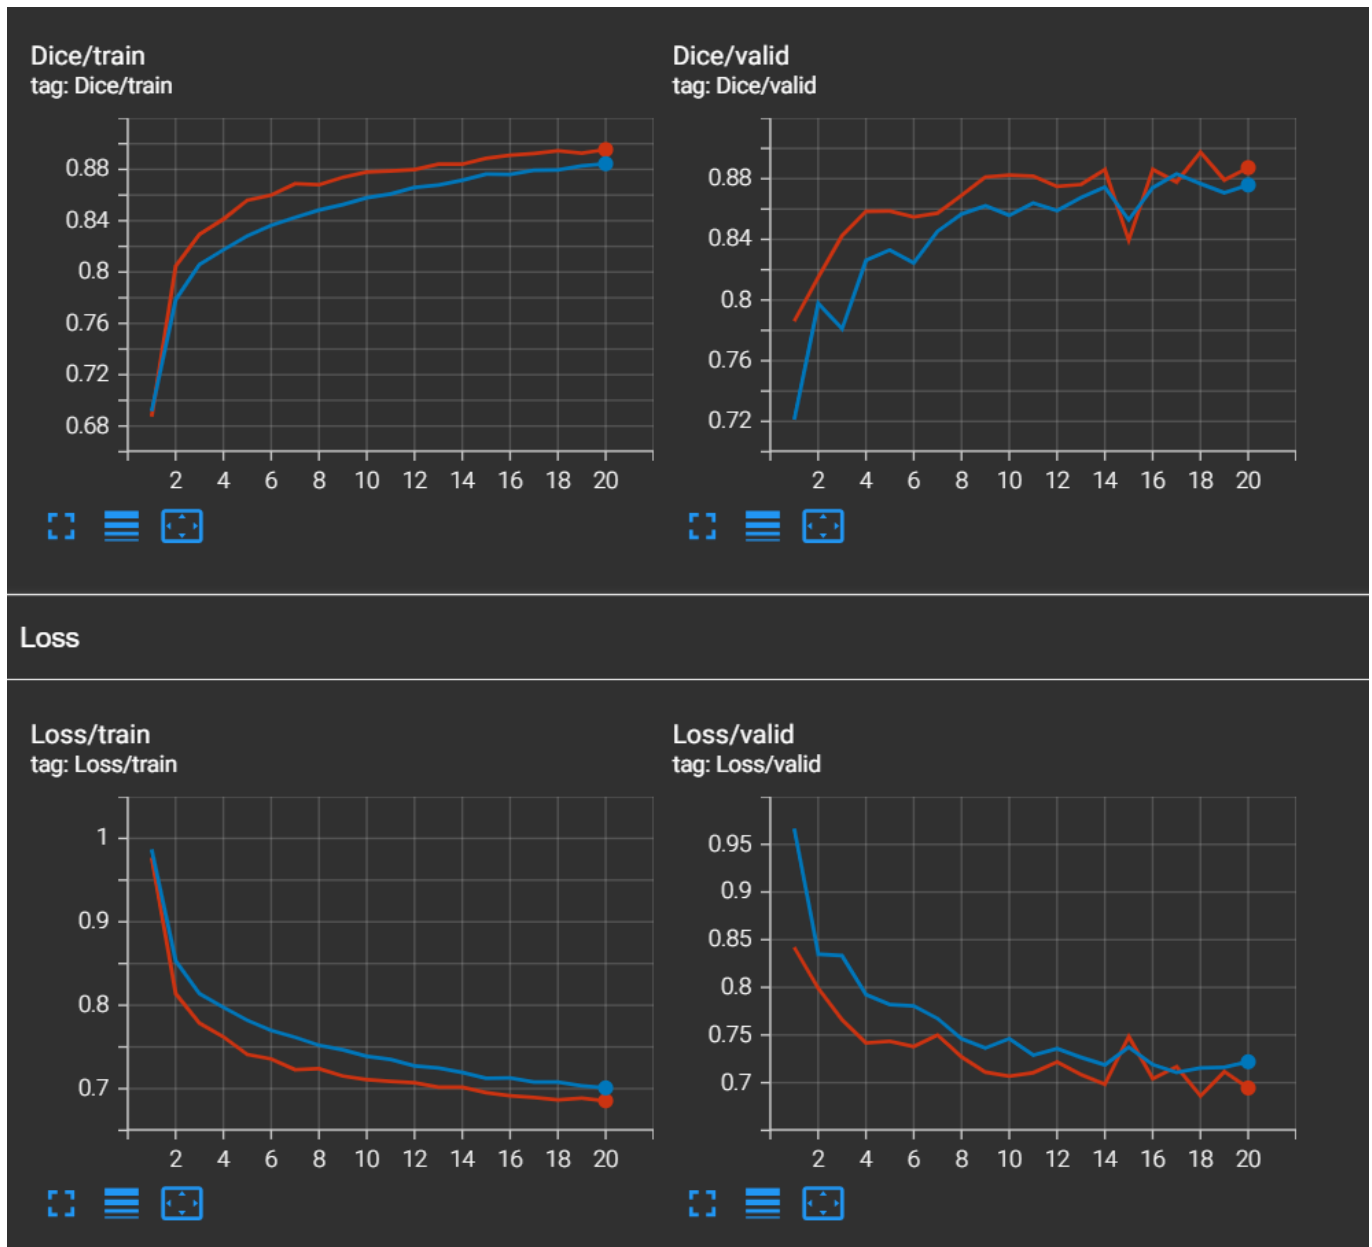 Dice/train
tag: Dice/train
0.88
0.84
0.8
0.76
0.72
0.68
2 4 6 8 10 12 14 16 18 20
Dice/valid
tag: Dice/valid
0.88
0.84
0.8
0.76
0.72
2 4 6 8 10 12 14 16 18 20
Loss
Loss/train
tag: Loss/train
1
0.9
0.8
0.7
2 4 6 8 10 12 14 16 18 20
Loss/valid
tag: Loss/valid
0.95
0.9
0.85
0.8
0.75
0.7
2 4 6 8 10 12 14 16 18 20